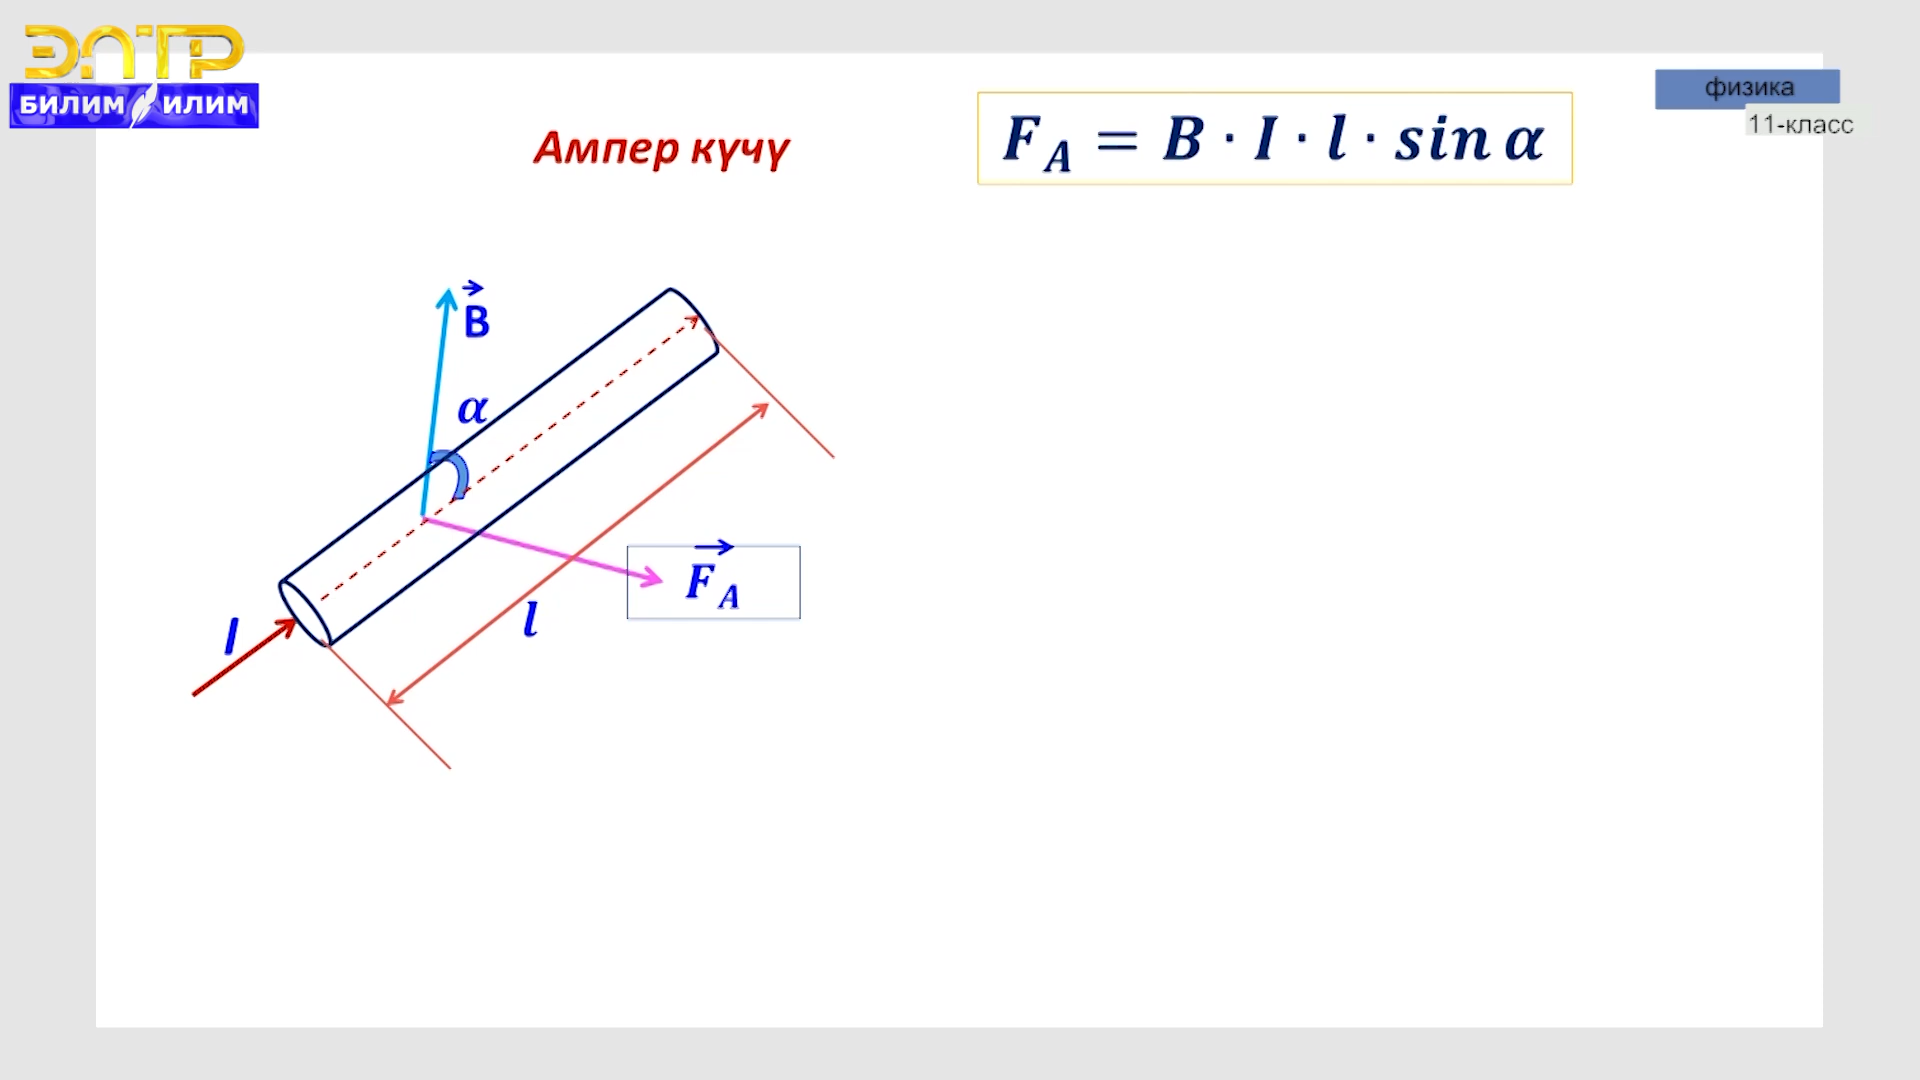 ЭЛТР
БИЛИМ ИЛИМ
физика
11-класс
Ампер күчү
F_A = B · I · l · sin α
B
α
F_A
l
I